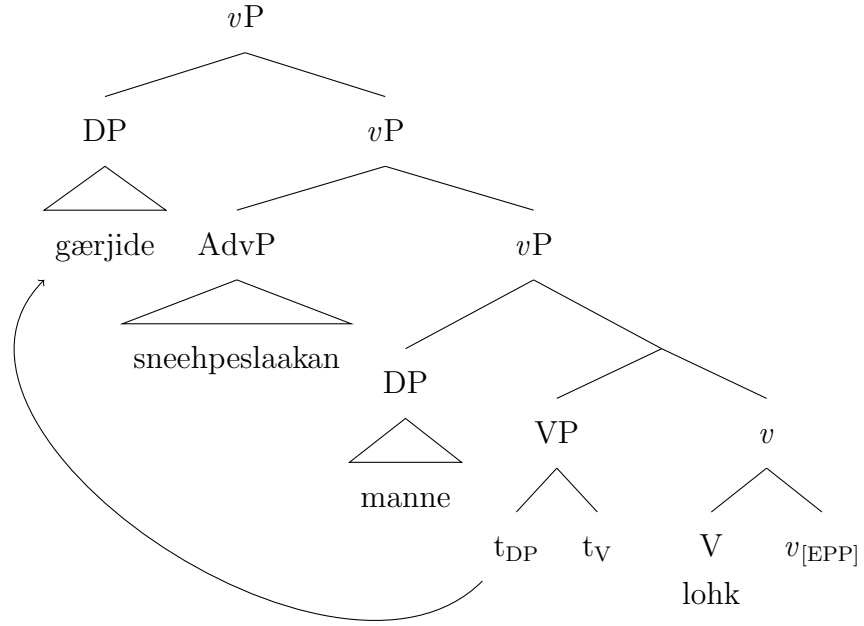 vP
DP vP
gærjide AdvP vP
sneehpeslaakan DP
VP v
manne
t_DP t_V V v_[EPP]
lohk